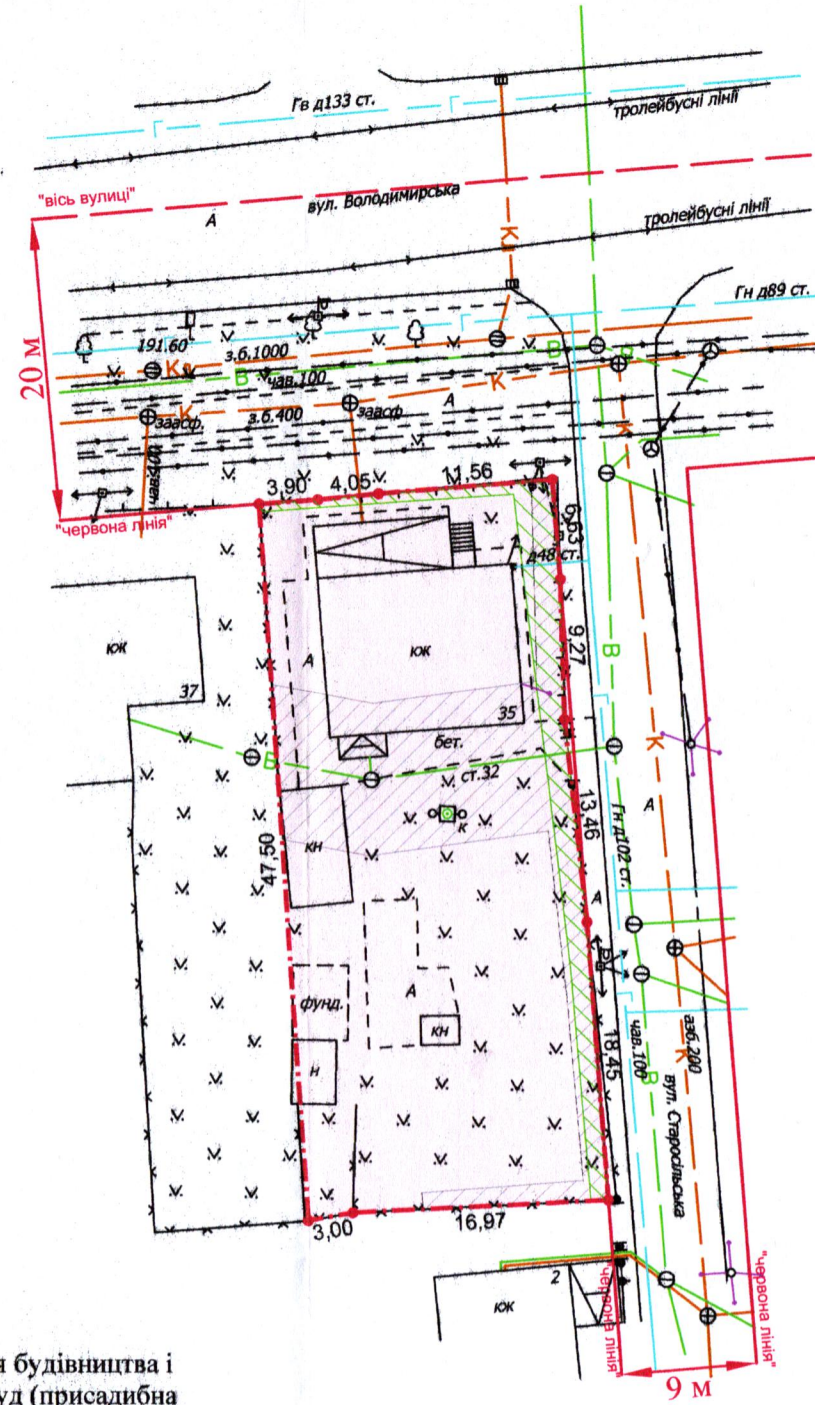 Гв д133 ст.
Г
Г
тролейбусні лінії
"вісь вулиці"
А
вул. Володимирська
К
тролейбусні лінії
К
Гн д89 ст.
Г
20 м
191.60
з.б.1000
К
В
В
чав.100
К
К
з.б.400
заасф.
заасф.
А
К
чав.100
3,90
4,05
11,56
"червона лінія"
6,63
д48 ст.
9,27
КЖ
КЖ
А
В
37
35
бет.
В
ст.32
К
Г
А
Гн д102 ст.
13,46
к
47,50
кн
А
фунд.
А
кн
н
18,45
чав.100
азб.200
К
В
вул. Старосільська
3,00
16,97
2
КЖ
"червона лінія"
"червона лінія"
9 м
я будівництва і
уд (присадибна